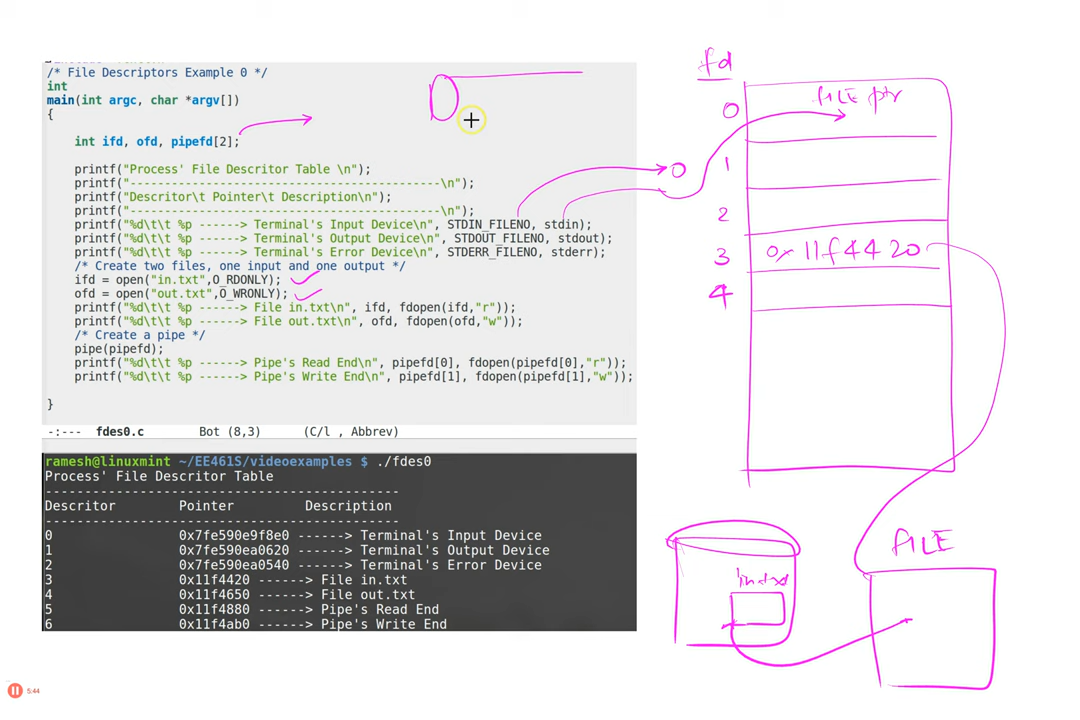 /* File Descriptors Example 0 */
int
main(int argc, char *argv[])
{
int ifd, ofd, pipefd[2];
printf("Process' File Descritor Table \n");
printf("----------------------------------------\n");
printf("Descritor\t Pointer\t Description\n");
printf("----------------------------------------\n");
printf("%d\t\t %p ------> Terminal's Input Device\n", STDIN_FILENO, stdin);
printf("%d\t\t %p ------> Terminal's Output Device\n", STDOUT_FILENO, stdout);
printf("%d\t\t %p ------> Terminal's Error Device\n", STDERR_FILENO, stderr);
/* Create two files, one input and one output */
ifd = open("in.txt",O_RDONLY);
ofd = open("out.txt",O_WRONLY);
printf("%d\t\t %p ------> File in.txt\n", ifd, fdopen(ifd,"r"));
printf("%d\t\t %p ------> File out.txt\n", ofd, fdopen(ofd,"w"));
/* Create a pipe */
pipe(pipefd);
printf("%d\t\t %p ------> Pipe's Read End\n", pipefd[0], fdopen(pipefd[0],"r"));
printf("%d\t\t %p ------> Pipe's Write End\n", pipefd[1], fdopen(pipefd[1],"w"));
}
-:--- fdes0.c Bot (8,3) (C/l , Abbrev)
ramesh@linuxmint ~/EE461S/videoexamples $ ./fdes0
Process' File Descritor Table
----------------------------------------
Descritor Pointer Description
----------------------------------------
0 0x7fe590e9f8e0 ------> Terminal's Input Device
1 0x7fe590ea0620 ------> Terminal's Output Device
2 0x7fe590ea0540 ------> Terminal's Error Device
3 0x11f4420 ------> File in.txt
4 0x11f4650 ------> File out.txt
5 0x11f4880 ------> Pipe's Read End
6 0x11f4ab0 ------> Pipe's Write End
0
fd
FILE ptr
0
1
2
3 0x11f4420
4
FILE
5:44